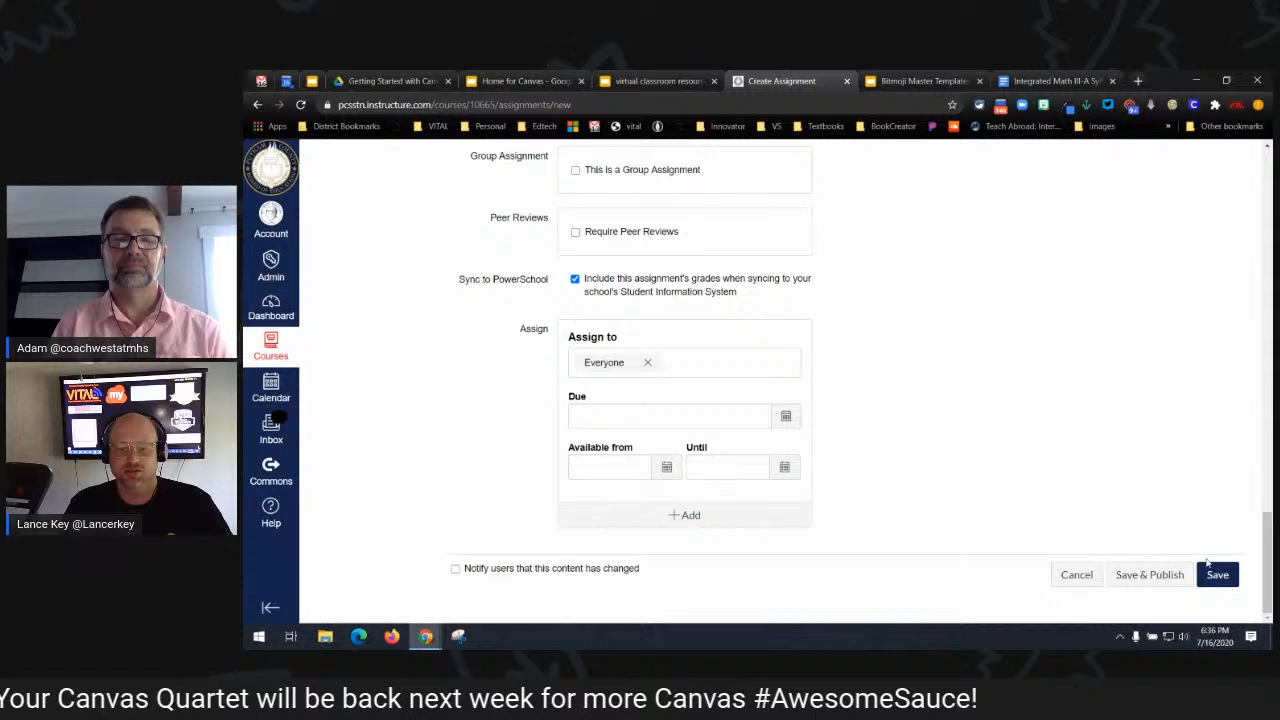 Getting Started with Can
Home for Canvas - Goog
virtual classroom resour
Create Assignment
Bitmoji Master Template
Integrated Math III-A Sy
pcsstn.instructure.com/courses/10665/assignments/new
Apps
District Bookmarks
VITAL
Personal
Edtech
vital
Innovator
VS
Textbooks
BookCreator
Teach Abroad: Inter...
Images
»
Other bookmarks
Account
Admin
Dashboard
Courses
Calendar
Inbox
Commons
Help
Group Assignment
This is a Group Assignment
Peer Reviews
Require Peer Reviews
Sync to PowerSchool
Include this assignment's grades when syncing to your
school's Student Information System
Assign
Assign to
Everyone
Due
Available from
Until
+ Add
Notify users that this content has changed
Cancel
Save & Publish
Save
6:36 PM
7/16/2020
Adam @coachwestatmhs
VITAL
my
Lance Key @Lancerkey
Your Canvas Quartet will be back next week for more Canvas #AwesomeSauce!